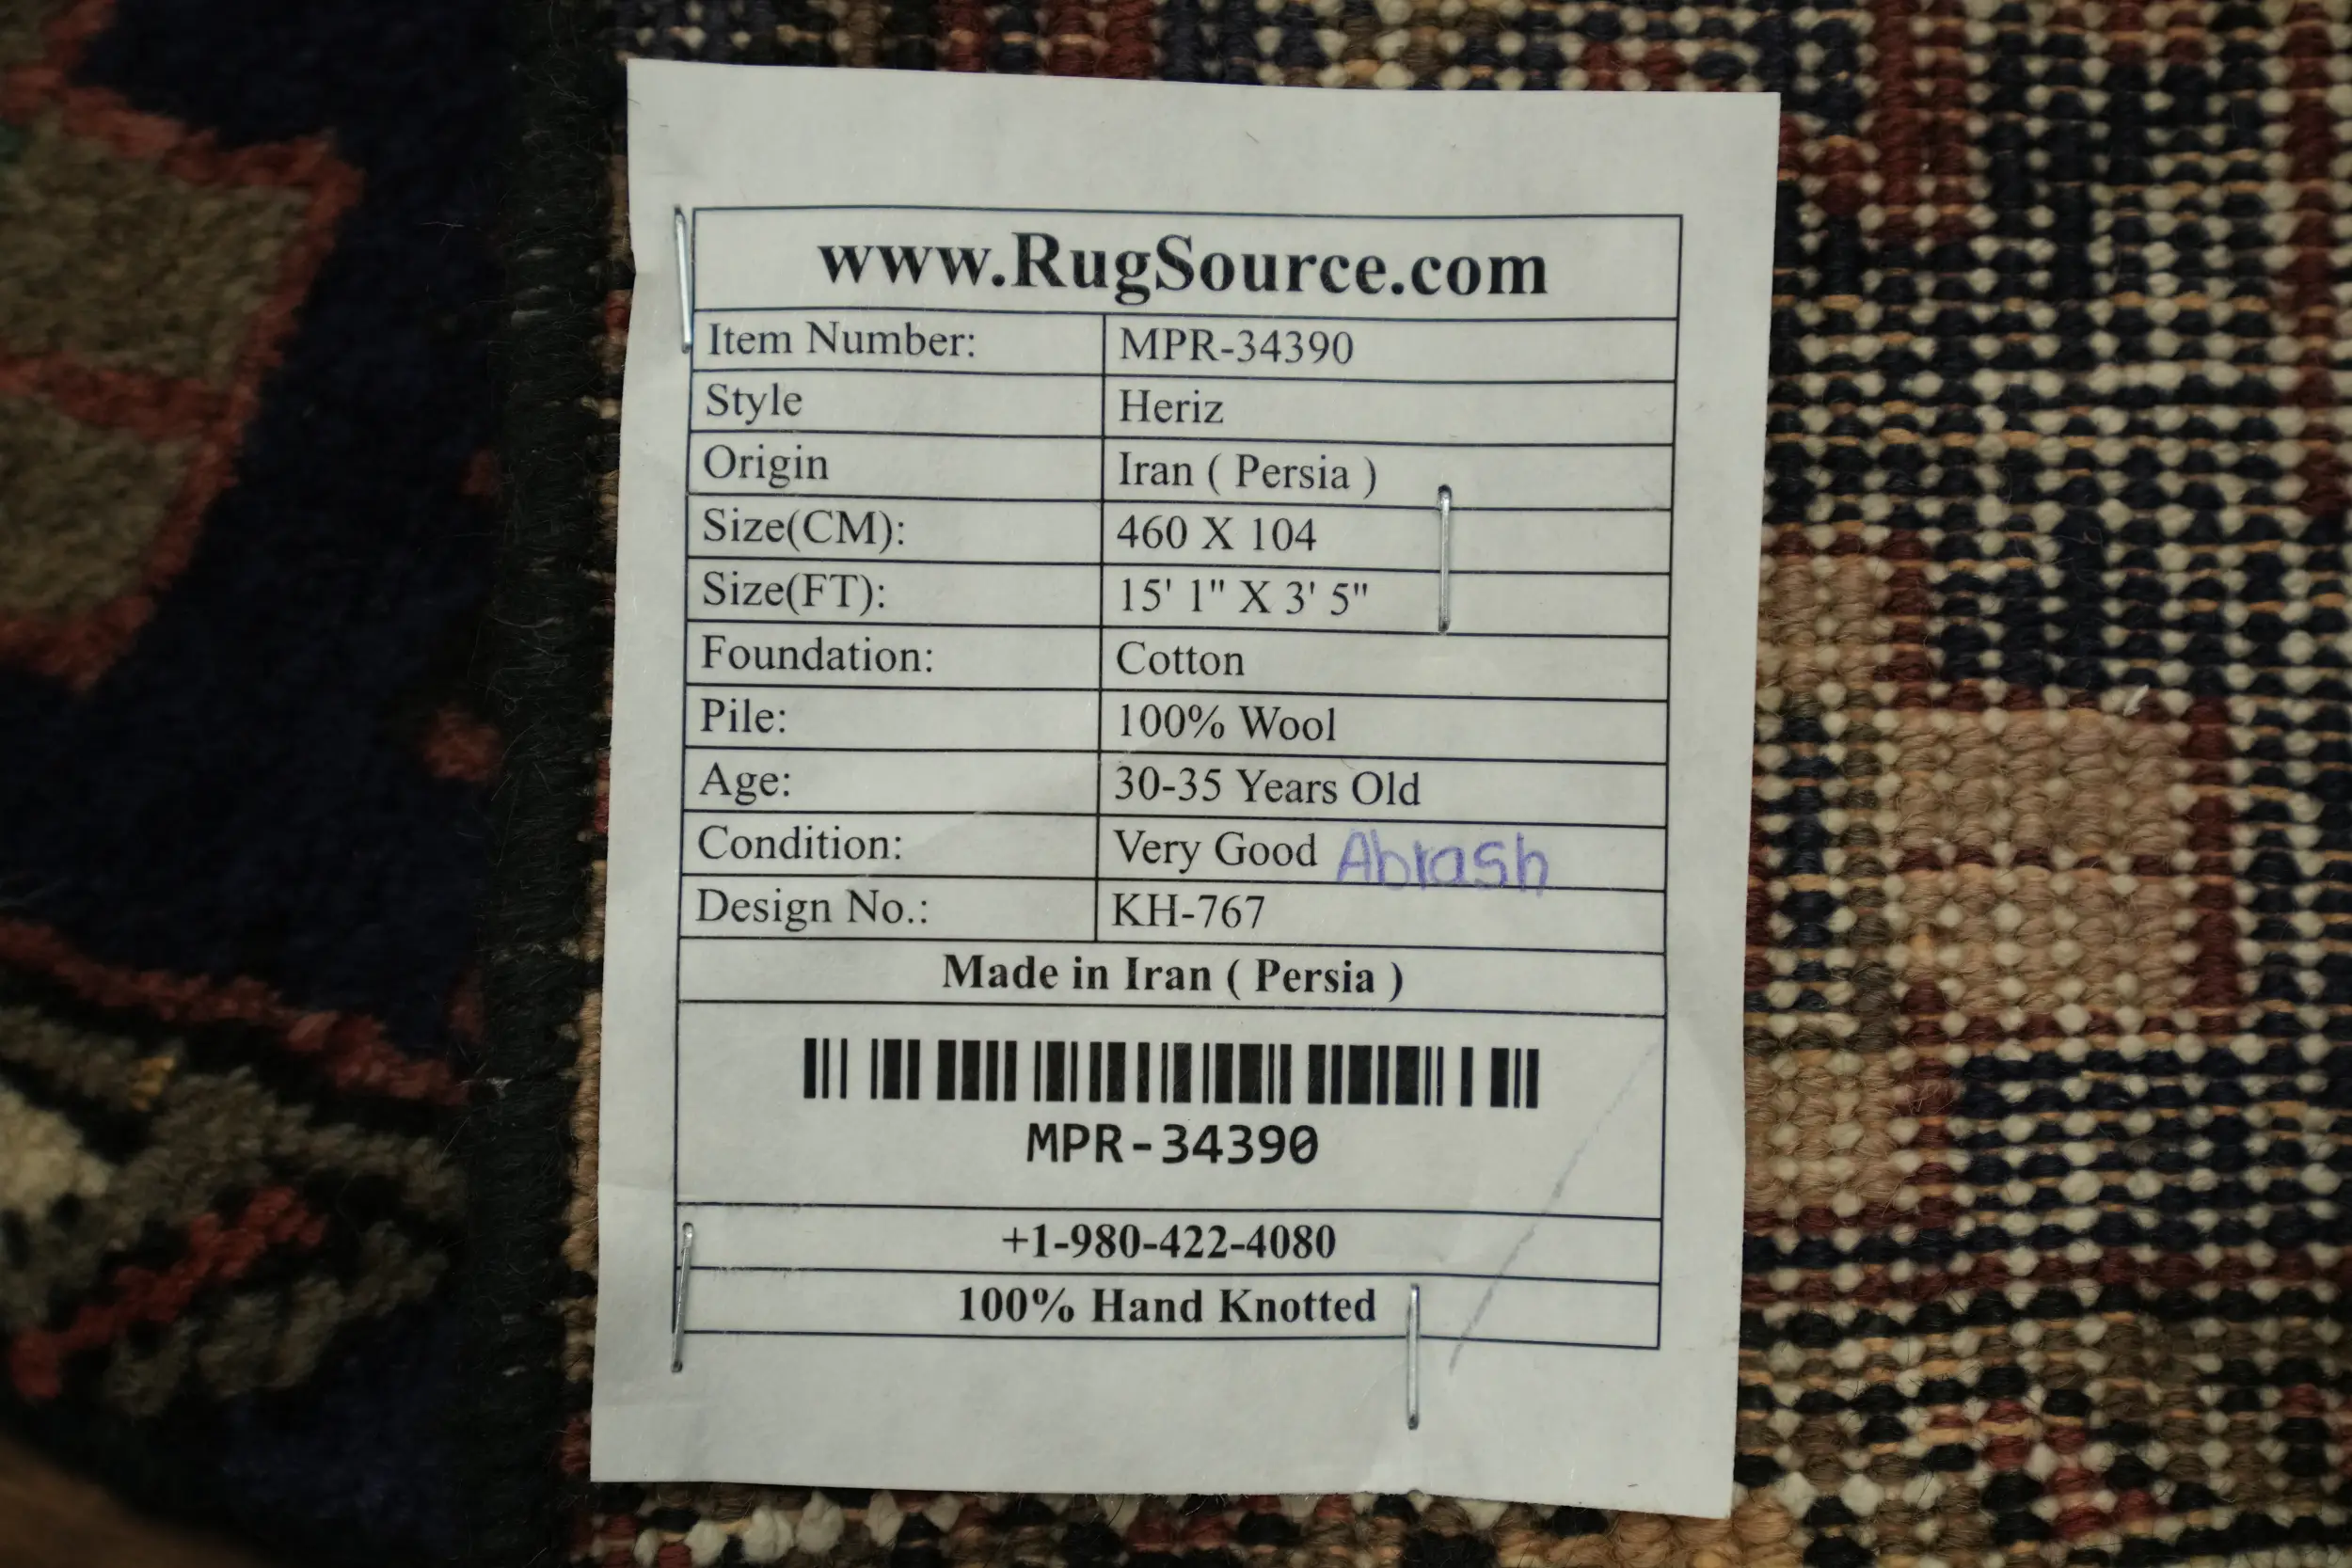 www.RugSource.com
Item Number: MPR-34390
Style Heriz
Origin Iran ( Persia )
Size(CM): 460 X 104
Size(FT): 15' 1" X 3' 5"
Foundation: Cotton
Pile: 100% Wool
Age: 30-35 Years Old
Condition: Very Good Abrash
Design No.: KH-767
Made in Iran ( Persia )
MPR-34390
+1-980-422-4080
100% Hand Knotted